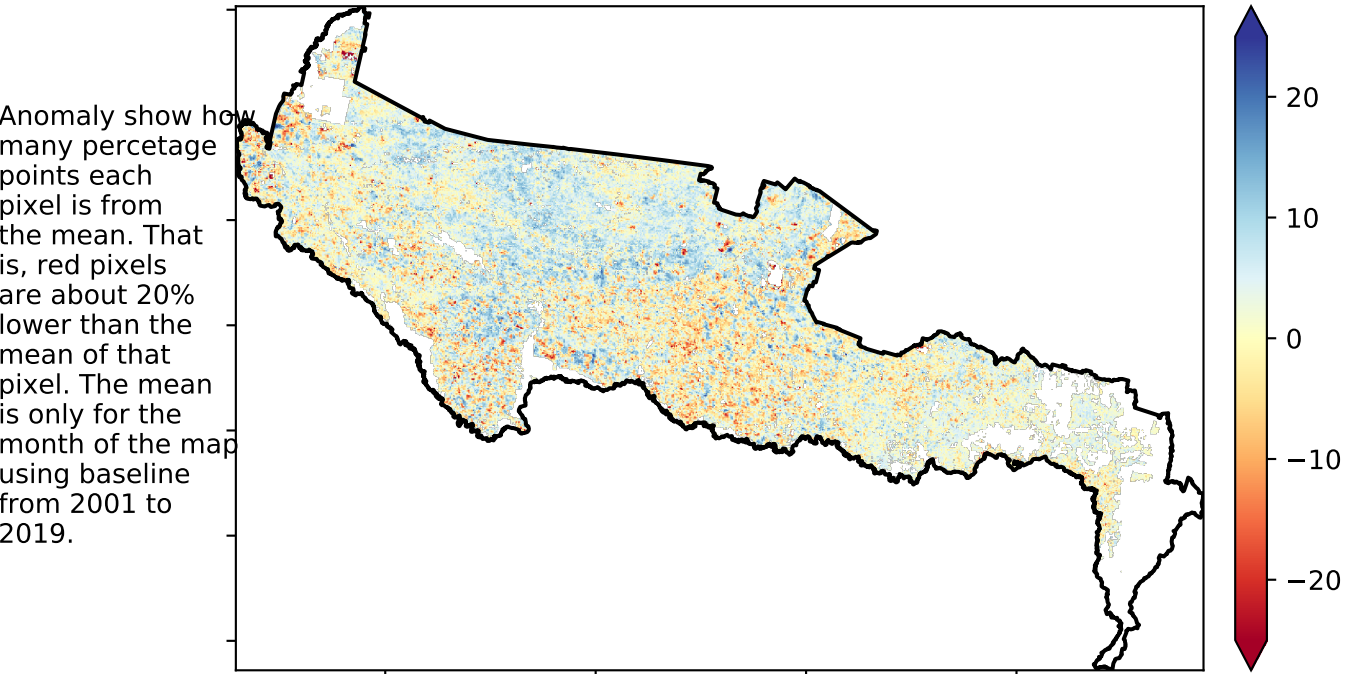 Anomaly show how
many percetage
points each
pixel is from
the mean. That
is, red pixels
are about 20%
lower than the
mean of that
pixel. The mean
is only for the
month of the map
using baseline
from 2001 to
2019.
20
10
0
−10
−20